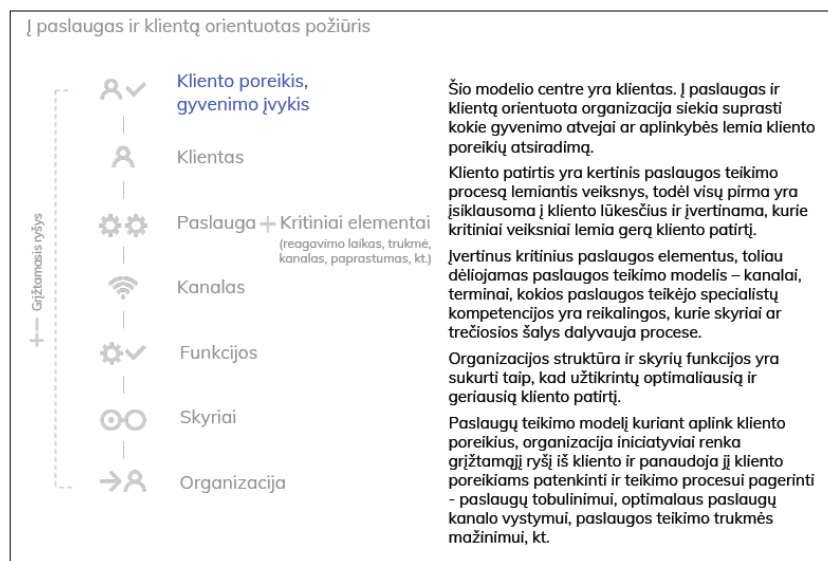 Į paslaugas ir klientą orientuotas požiūris
Kliento poreikis,
gyvenimo įvykis
Klientas
Paslauga + Kritiniai elementai
(reagavimo laikas, trukmė,
kanalas, paprastumas, kt.)
Kanalas
Funkcijos
Skyriai
Organizacija
+− Grįžtamasis ryšys
Šio modelio centre yra klientas. Į paslaugas ir
klientą orientuota organizacija siekia suprasti
kokie gyvenimo atvejai ar aplinkybės lemia kliento
poreikių atsiradimą.
Kliento patirtis yra kertinis paslaugos teikimo
procesą lemiantis veiksnys, todėl visų pirma yra
įsiklausoma į kliento lūkesčius ir įvertinama, kurie
kritiniai veiksniai lemia gerą kliento patirtį.
Įvertinus kritinius paslaugos elementus, toliau
dėliojamas paslaugos teikimo modelis – kanalai,
terminai, kokios paslaugos teikėjo specialistų
kompetencijos yra reikalingos, kurie skyriai ar
trečiosios šalys dalyvauja procese.
Organizacijos struktūra ir skyrių funkcijos yra
sukurti taip, kad užtikrintų optimaliausią ir
geriausią kliento patirtį.
Paslaugų teikimo modelį kuriant aplink kliento
poreikius, organizacija iniciatyviai renka
grįžtamąjį ryšį iš kliento ir panaudoja jį kliento
poreikiams patenkinti ir teikimo procesui pagerinti
- paslaugų tobulinimui, optimalaus paslaugų
kanalo vystymui, paslaugos teikimo trukmės
mažinimui, kt.